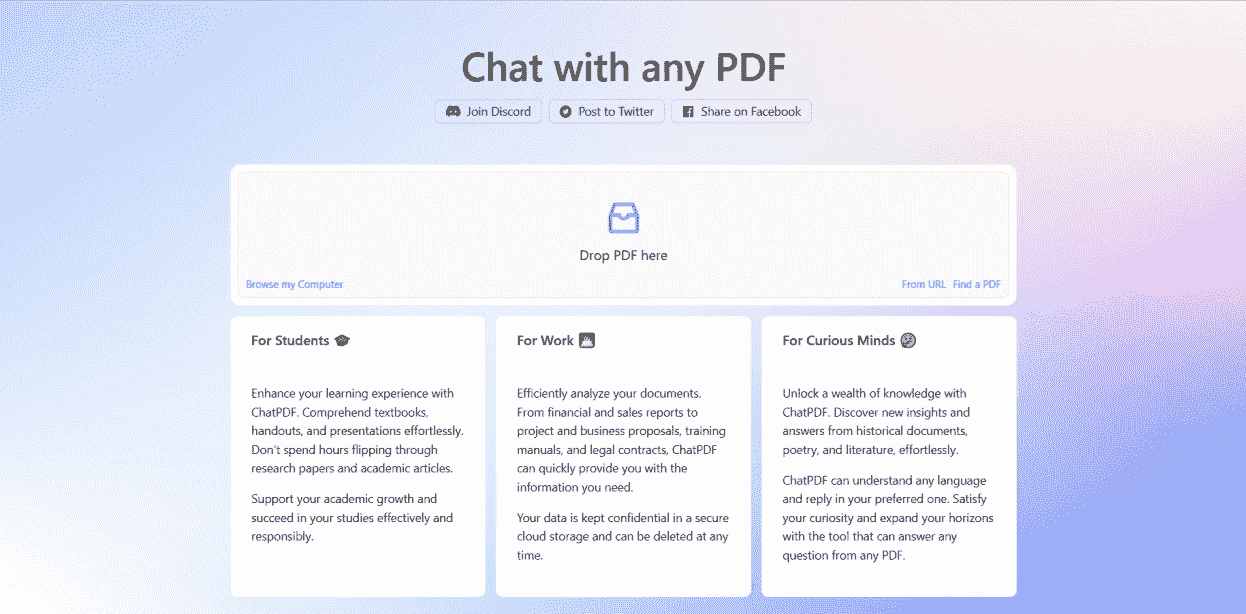 Chat with any PDF
Join Discord Post to Twitter Share on Facebook
Drop PDF here
Browse my Computer From URL Find a PDF
For Students
Enhance your learning experience with
ChatPDF. Comprehend textbooks,
handouts, and presentations effortlessly.
Don't spend hours flipping through
research papers and academic articles.
Support your academic growth and
succeed in your studies effectively and
responsibly.
For Work
Efficiently analyze your documents.
From financial and sales reports to
project and business proposals, training
manuals, and legal contracts, ChatPDF
can quickly provide you with the
information you need.
Your data is kept confidential in a secure
cloud storage and can be deleted at any
time.
For Curious Minds
Unlock a wealth of knowledge with
ChatPDF. Discover new insights and
answers from historical documents,
poetry, and literature, effortlessly.
ChatPDF can understand any language
and reply in your preferred one. Satisfy
your curiosity and expand your horizons
with the tool that can answer any
question from any PDF.